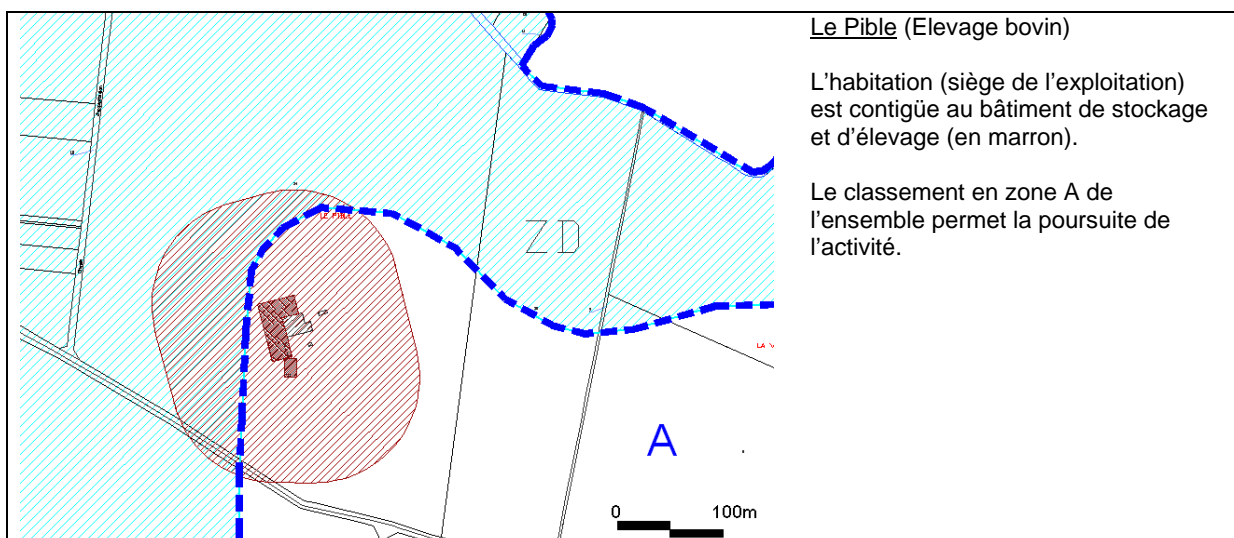 Le Pible (Elevage bovin)
L'habitation (siège de l'exploitation)
est contigüe au bâtiment de stockage
et d'élevage (en marron).
Le classement en zone A de
l'ensemble permet la poursuite de
l'activité.
LE PIBLE
ZD
A
0 100m